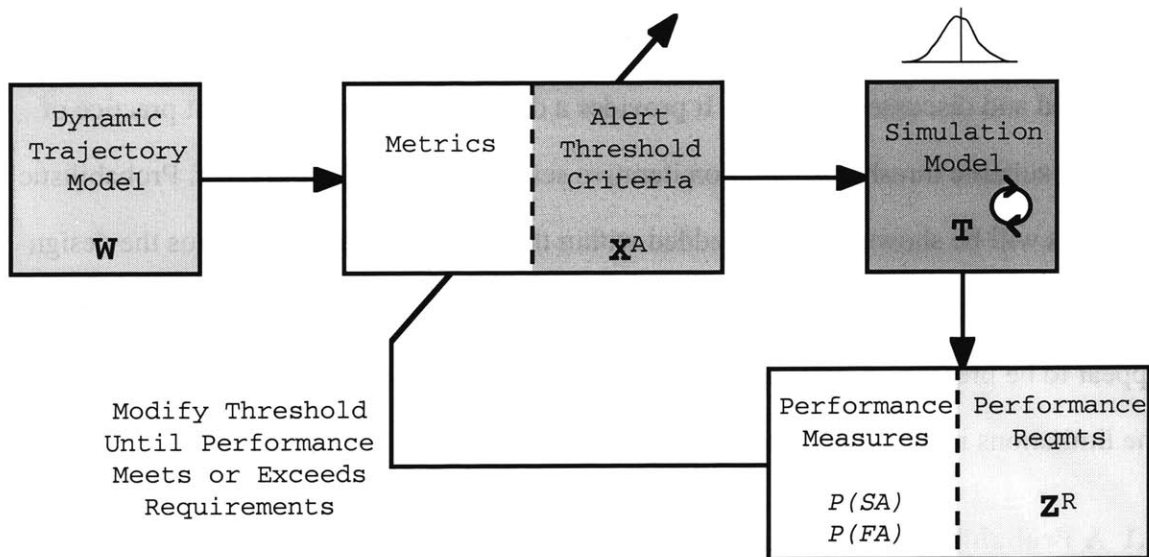 Dynamic
Trajectory
Model
W
Metrics
Alert
Threshold
Criteria
X^A
Simulation
Model
T
Modify Threshold
Until Performance
Meets or Exceeds
Requirements
Performance
Measures
P(SA)
P(FA)
Performance
Reqmts
Z^R